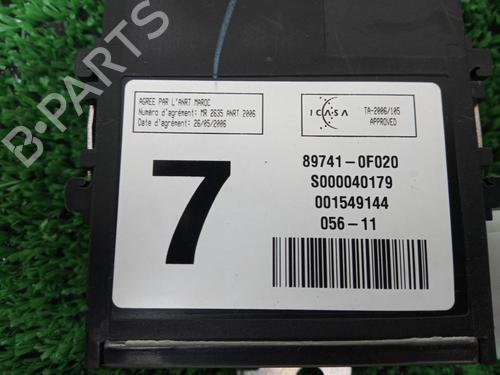 B-PARTS
AGREE PAR L'ANRT MAROC
Numéro d'agrément: MR 2635 ANRT 2006
Date d'agrément: 26/05/2006
ICASA
TA-2006/105
APPROVED
7
89741-0F020
S000040179
001549144
056-11